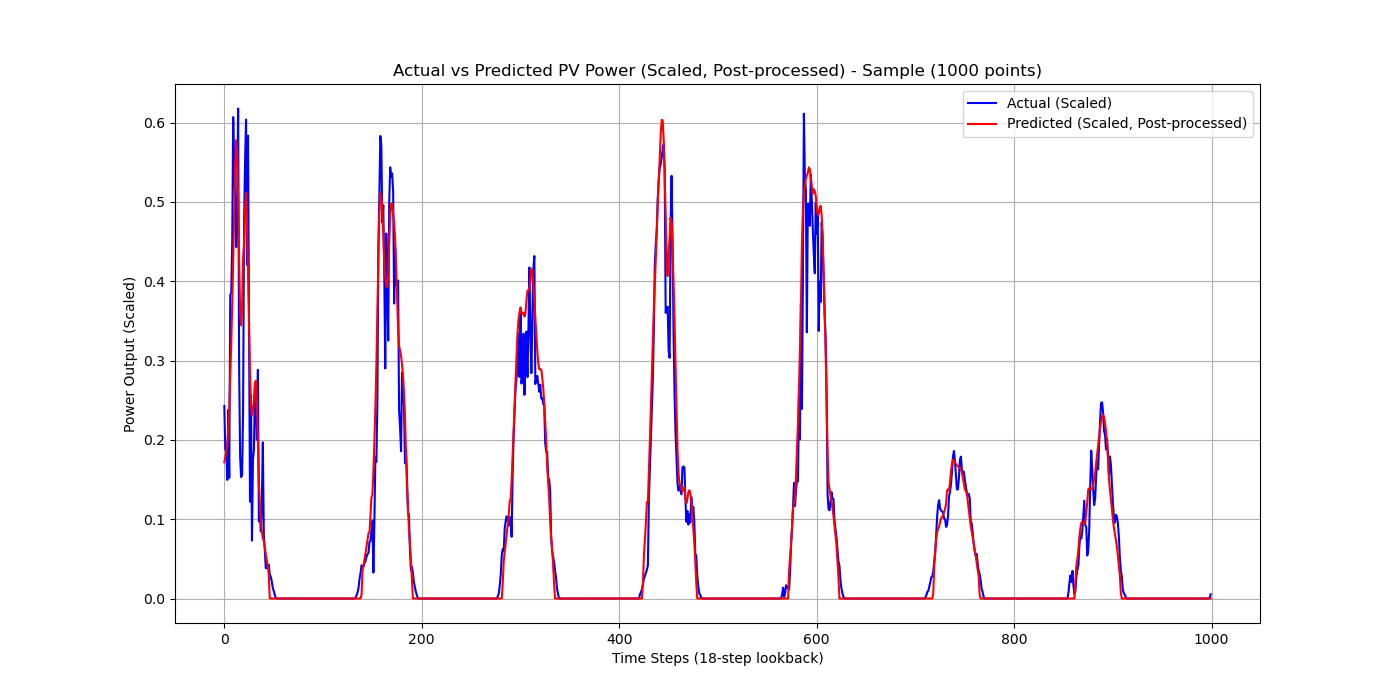 Actual vs Predicted PV Power (Scaled, Post-processed) - Sample (1000 points)
Actual (Scaled)
Predicted (Scaled, Post-processed)
Power Output (Scaled)
0.6
0.5
0.4
0.3
0.2
0.1
0.0
0 200 400 600 800 1000
Time Steps (18-step lookback)